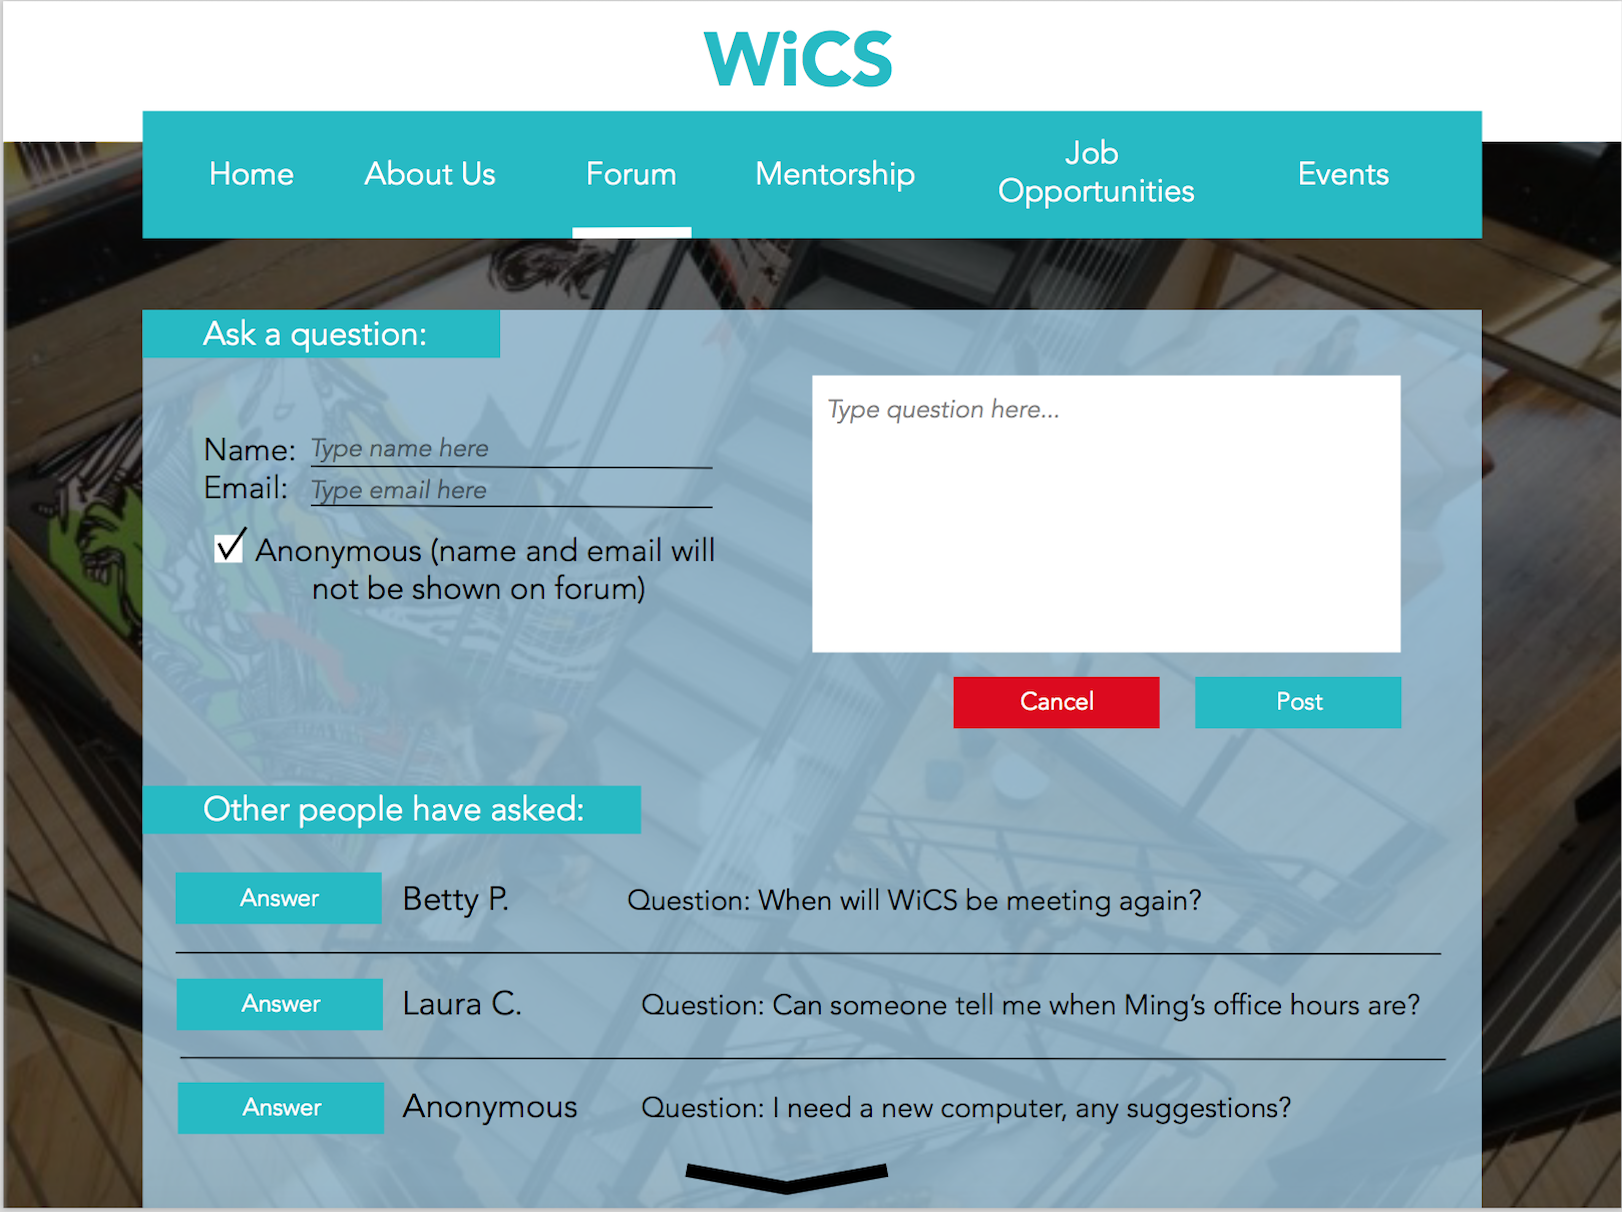 WiCS
Home
About Us
Forum
Mentorship
Job
Opportunities
Events
Ask a question:
Name: Type name here
Email: Type email here
Anonymous (name and email will
not be shown on forum)
Type question here...
Cancel
Post
Other people have asked:
Answer Betty P. Question: When will WiCS be meeting again?
Answer Laura C. Question: Can someone tell me when Ming’s office hours are?
Answer Anonymous Question: I need a new computer, any suggestions?